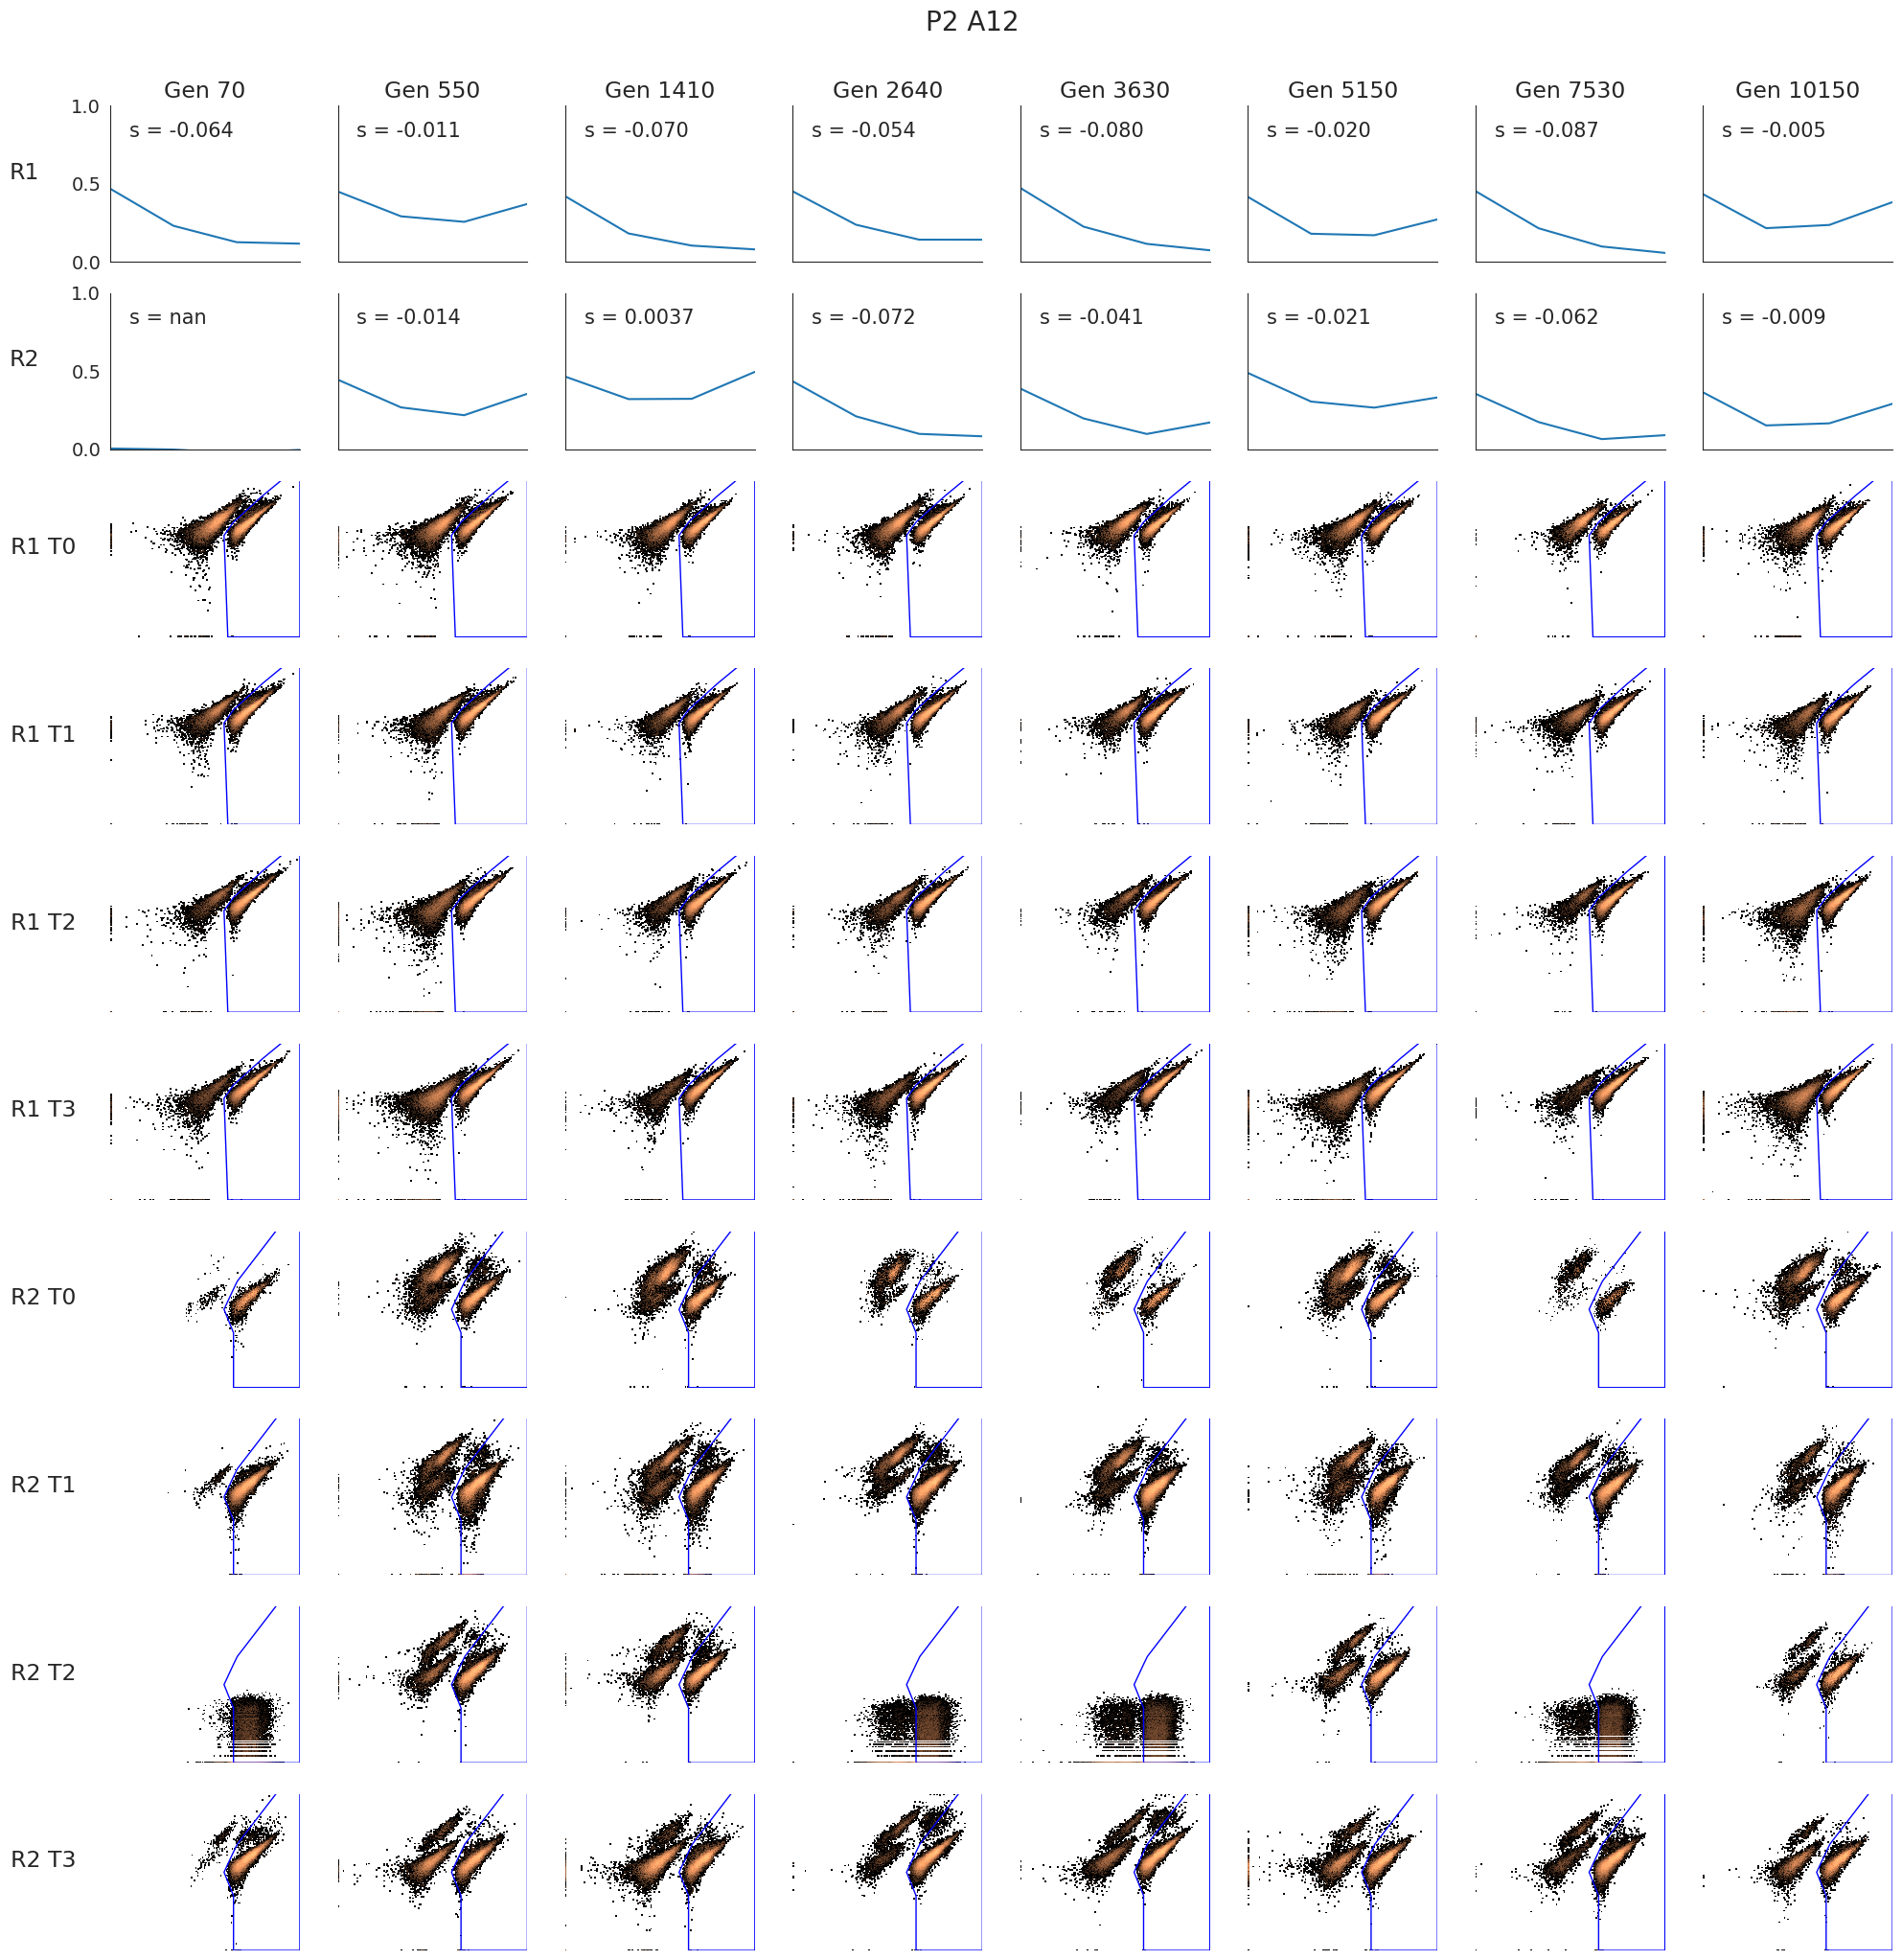 P2 A12
Gen 70 Gen 550 Gen 1410 Gen 2640 Gen 3630 Gen 5150 Gen 7530 Gen 10150
1.0
s = -0.064 s = -0.011 s = -0.070 s = -0.054 s = -0.080 s = -0.020 s = -0.087 s = -0.005
R1
0.5
0.0
1.0
s = nan s = -0.014 s = 0.0037 s = -0.072 s = -0.041 s = -0.021 s = -0.062 s = -0.009
R2
0.5
0.0
R1 T0
R1 T1
R1 T2
R1 T3
R2 T0
R2 T1
R2 T2
R2 T3